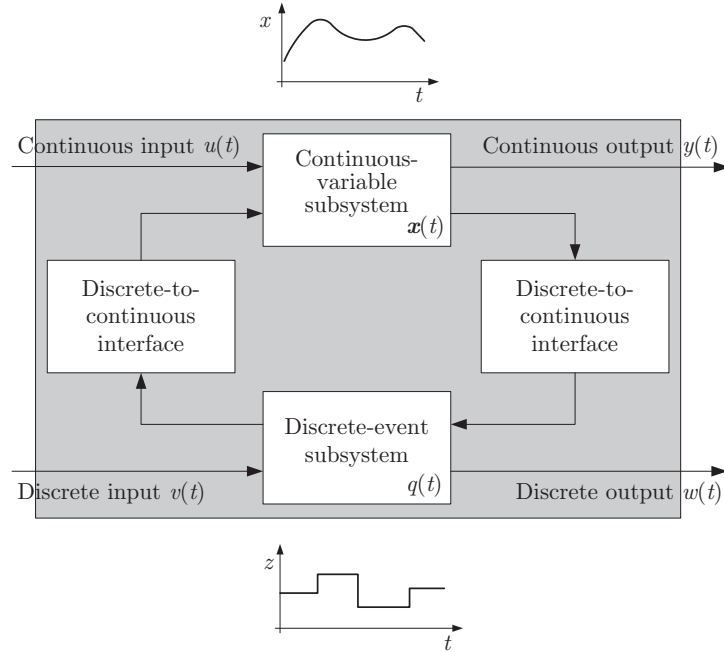 x
t
Continuous input u(t)
Continuous-
variable
subsystem
x(t)
Continuous output y(t)
Discrete-to-
continuous
interface
Discrete-to-
continuous
interface
Discrete-event
subsystem
q(t)
Discrete input v(t)
Discrete output w(t)
z
t